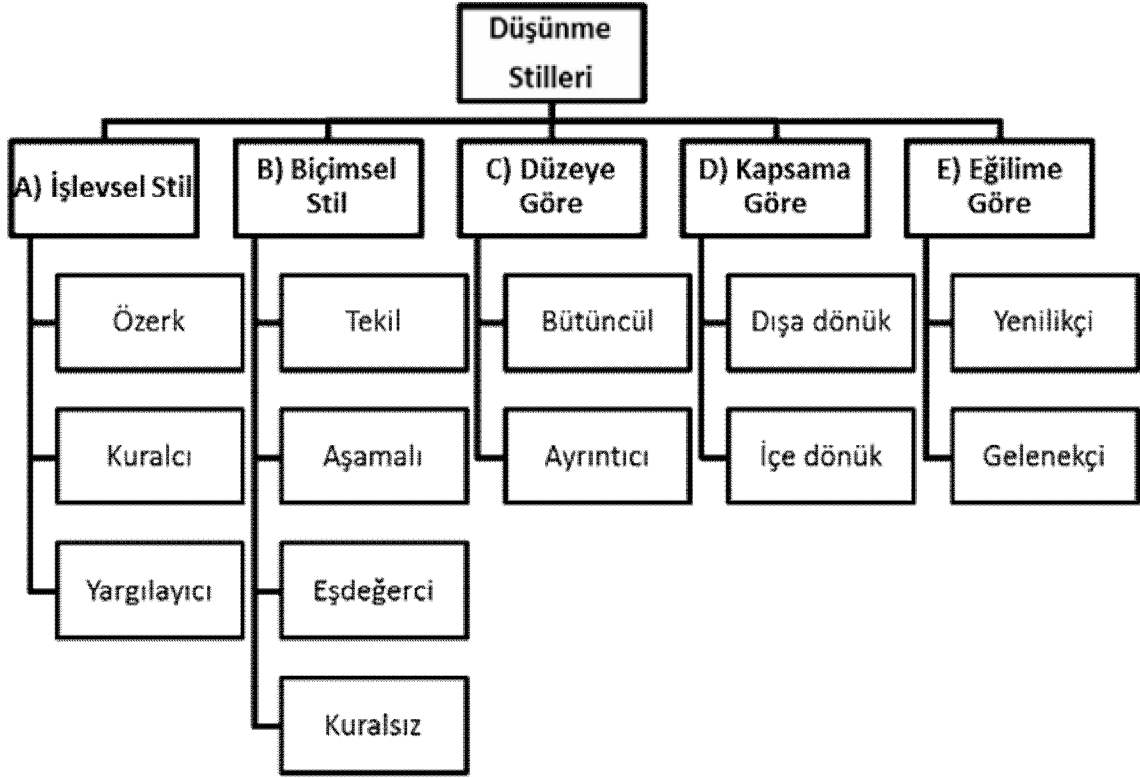 Düşünme
Stilleri
A) İşlevsel Stil
B) Biçimsel
Stil
C) Düzeye
Göre
D) Kapsama
Göre
E) Eğilime
Göre
Özerk
Tekil
Bütüncül
Dışa dönük
Yenilikçi
Kuralcı
Aşamalı
Ayrıntıcı
İçe dönük
Gelenekçi
Yargılayıcı
Eşdeğerci
Kuralsız